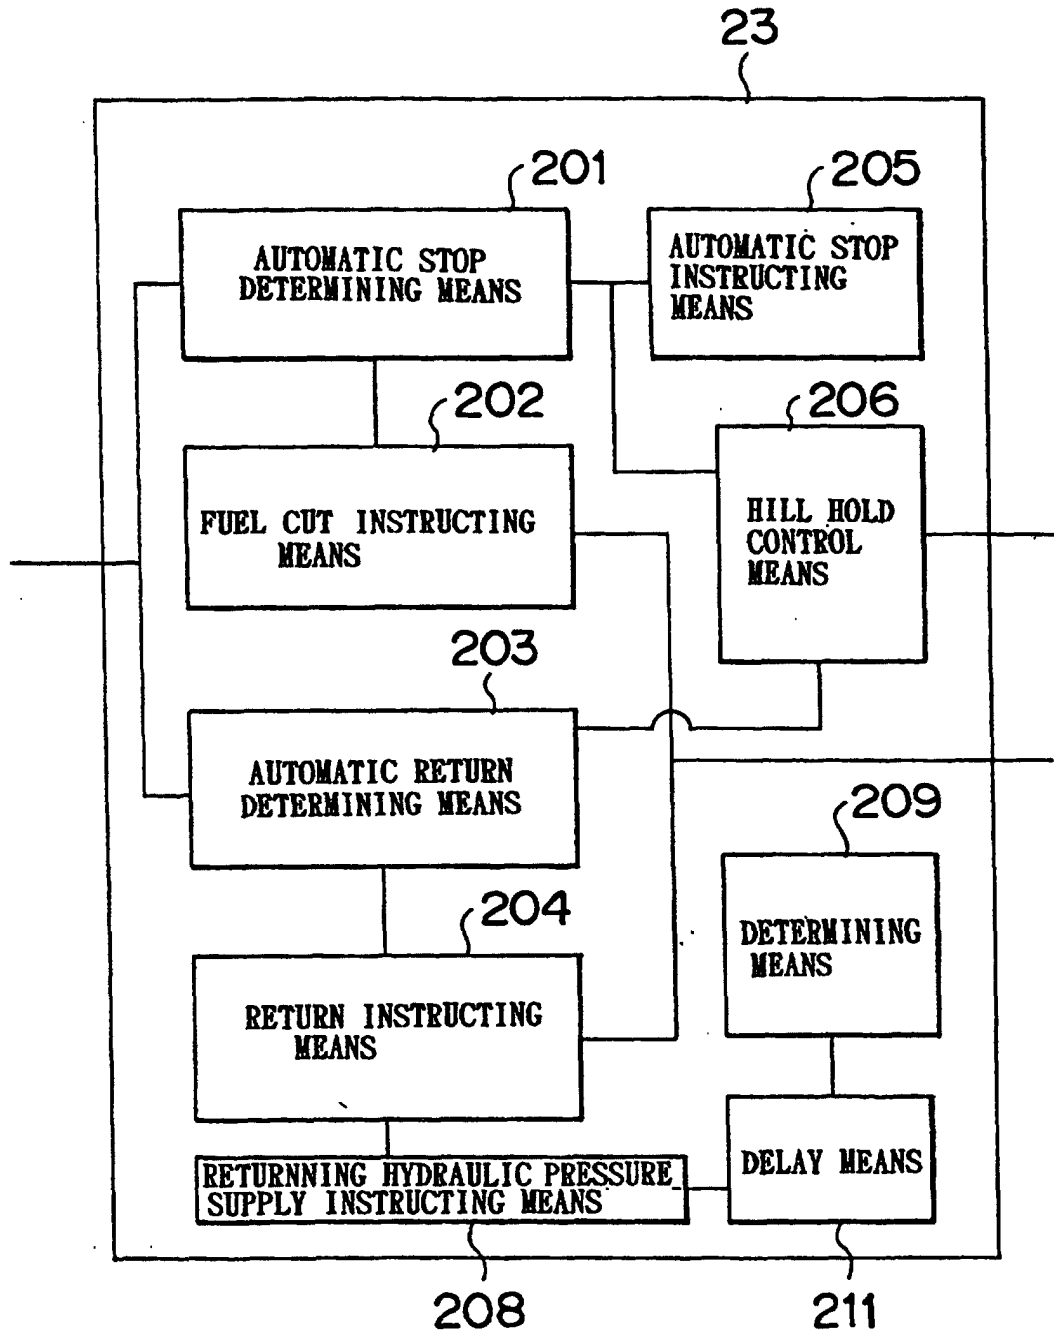 23
201
AUTOMATIC STOP
DETERMINING MEANS
205
AUTOMATIC STOP
INSTRUCTING
MEANS
202
FUEL CUT INSTRUCTING
MEANS
206
HILL HOLD
CONTROL
MEANS
203
AUTOMATIC RETURN
DETERMINING MEANS
209
DETERMINING
MEANS
204
RETURN INSTRUCTING
MEANS
RETURNNING HYDRAULIC PRESSURE
SUPPLY INSTRUCTING MEANS
DELAY MEANS
208
211